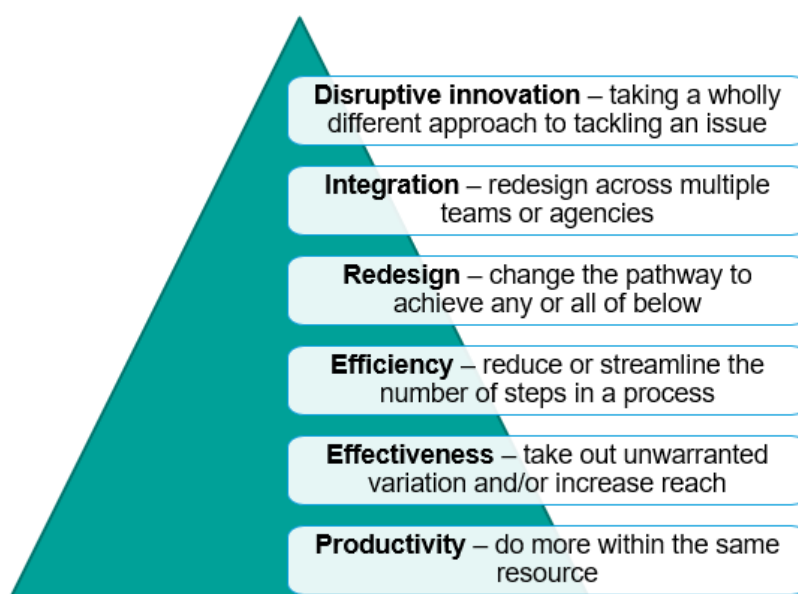 Disruptive innovation – taking a wholly
different approach to tackling an issue
Integration – redesign across multiple
teams or agencies
Redesign – change the pathway to
achieve any or all of below
Efficiency – reduce or streamline the
number of steps in a process
Effectiveness – take out unwarranted
variation and/or increase reach
Productivity – do more within the same
resource